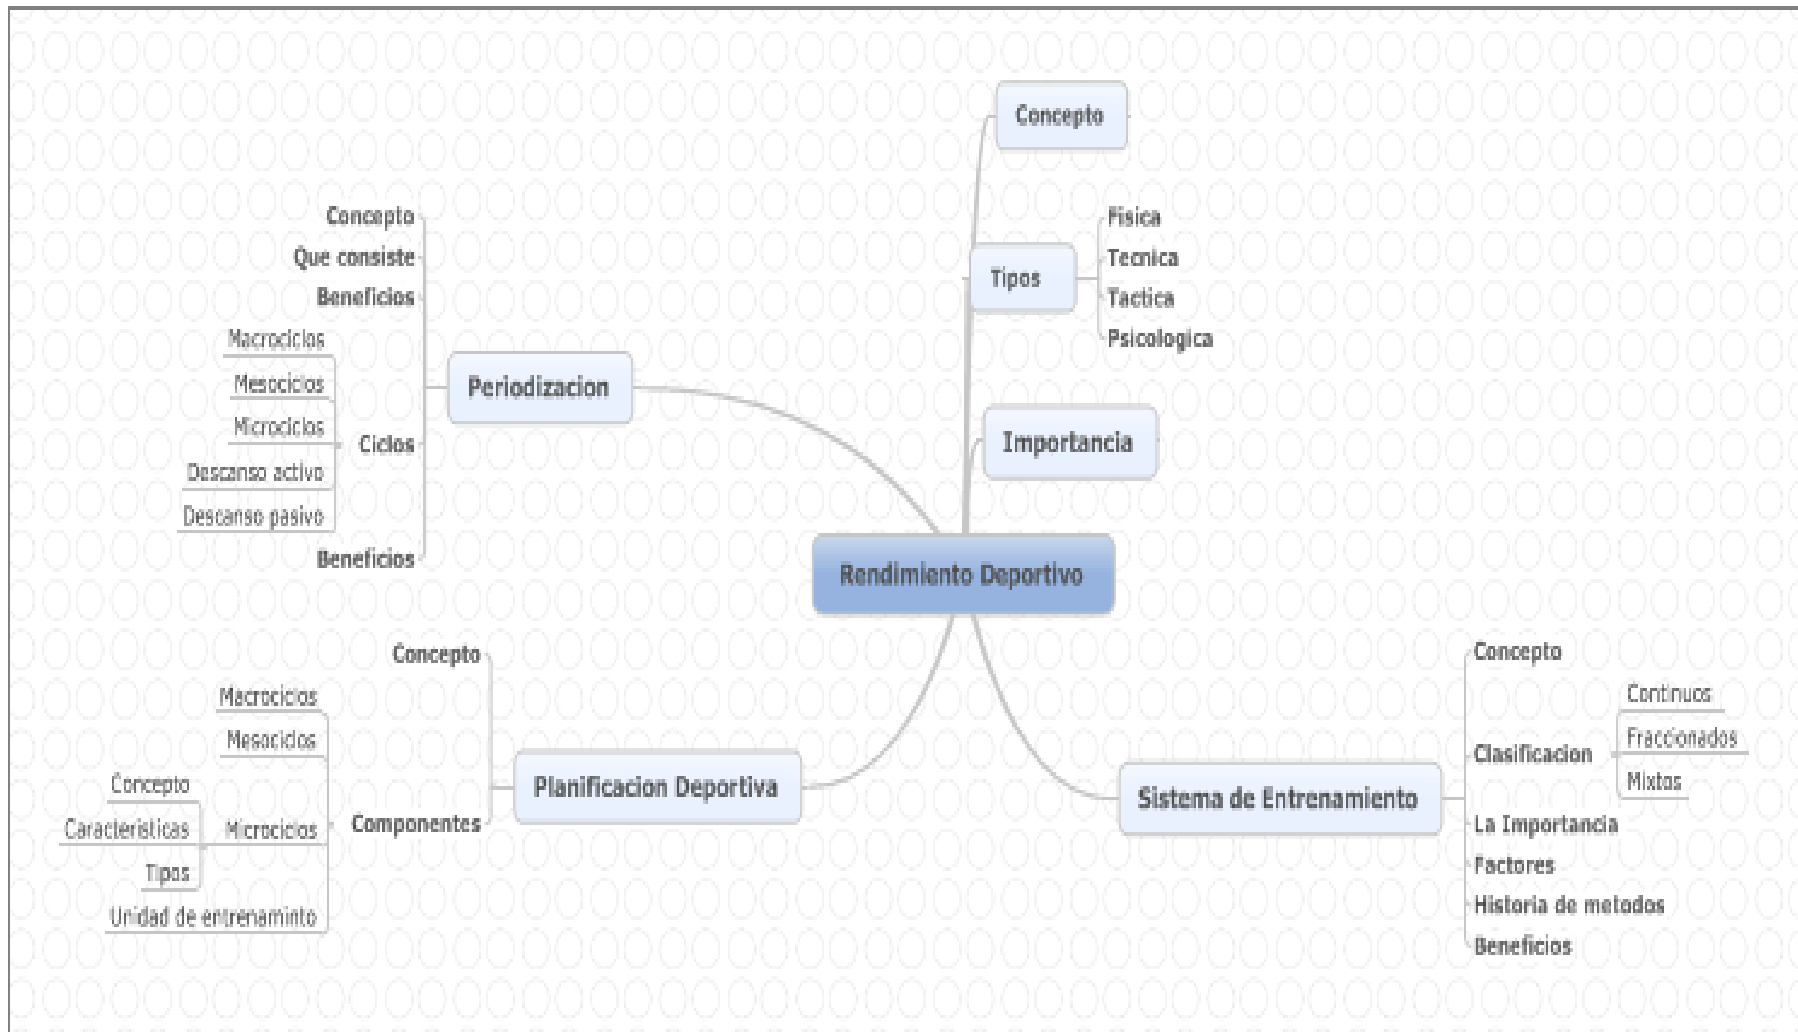 Concepto
Tipos
Fisica
Tecnica
Tactica
Psicologica
Importancia
Rendimiento Deportivo
Periodizacion
Concepto
Que consiste
Beneficios
Ciclos
Macrociclos
Mesociclos
Microciclos
Descanso activo
Descanso pasivo
Beneficios
Planificacion Deportiva
Concepto
Componentes
Macrociclos
Mesociclos
Microciclos
Concepto
Caracteristicas
Tipos
Unidad de entrenaminto
Sistema de Entrenamiento
Concepto
Clasificacion
Continuos
Fraccionados
Mixtos
La Importancia
Factores
Historia de metodos
Beneficios